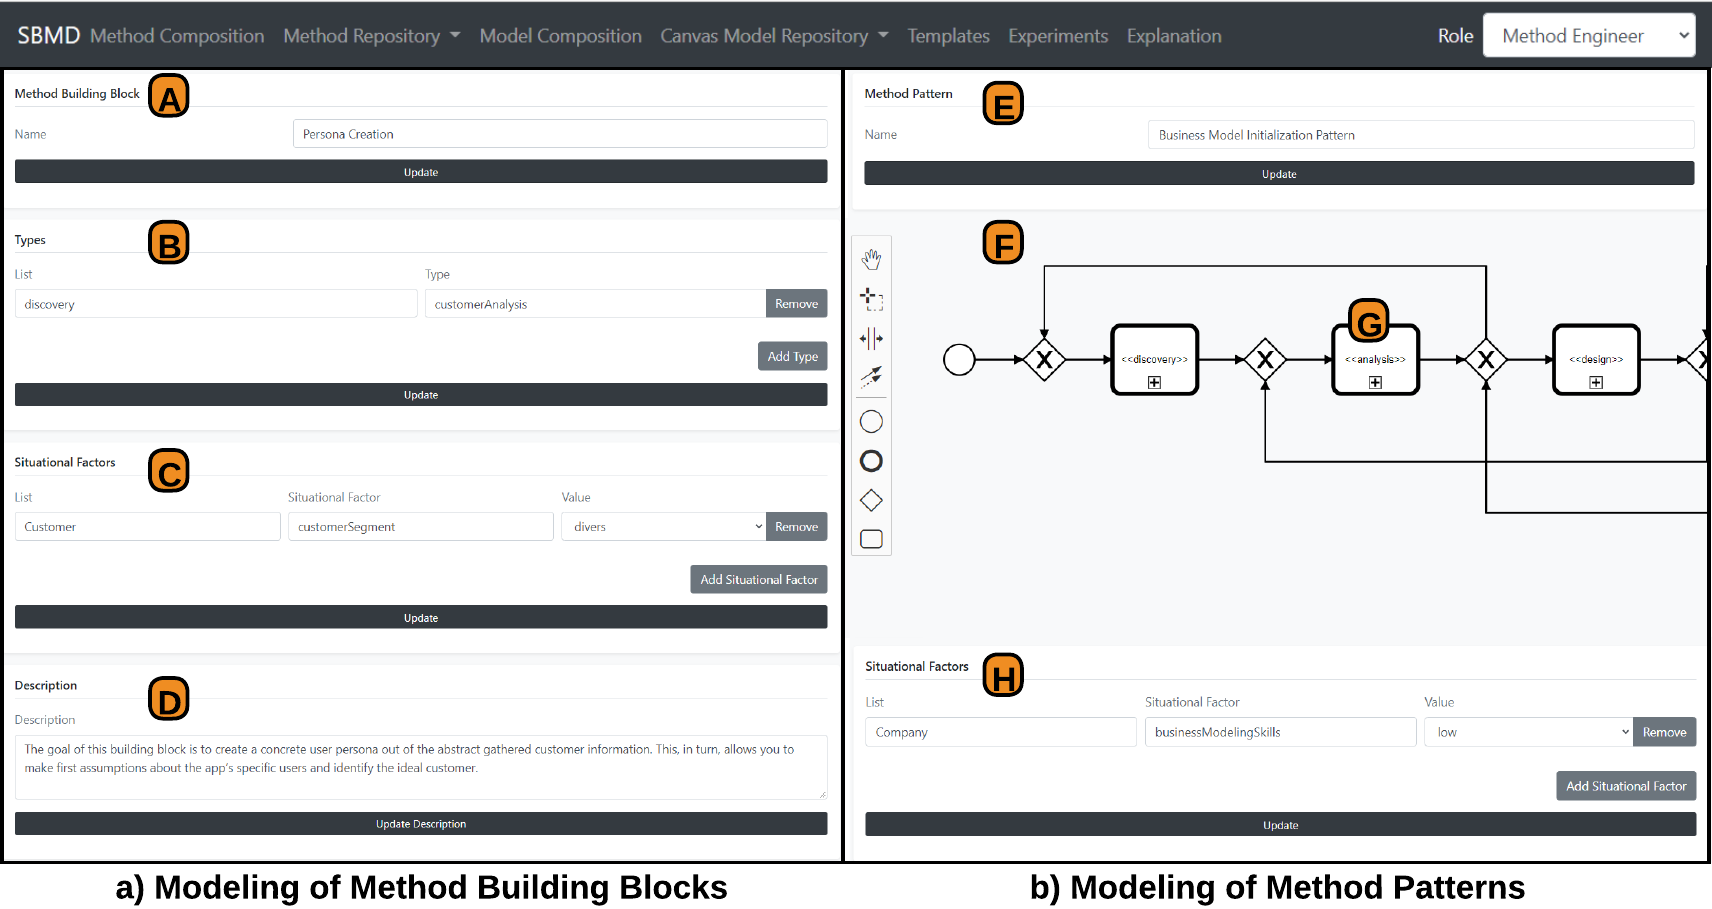 SBMD Method Composition Method Repository Model Composition Canvas Model Repository Templates Experiments Explanation Role Method Engineer
Method Building Block A
Name Persona Creation
Update
Types B
List Type
discovery customerAnalysis Remove
Add Type
Update
Situational Factors C
List Situational Factor Value
Customer customerSegment divers Remove
Add Situational Factor
Update
Description D
Description
The goal of this building block is to create a concrete user persona out of the abstract gathered customer information. This, in turn, allows you to
make first assumptions about the app's specific users and identify the ideal customer.
Update Description
a) Modeling of Method Building Blocks
Method Pattern E
Name Business Model Initialization Pattern
Update
F
G
X <<discovery>> X <<analysis>> X <<design>> X
Situational Factors H
List Situational Factor Value
Company businessModelingSkills low Remove
Add Situational Factor
Update
b) Modeling of Method Patterns